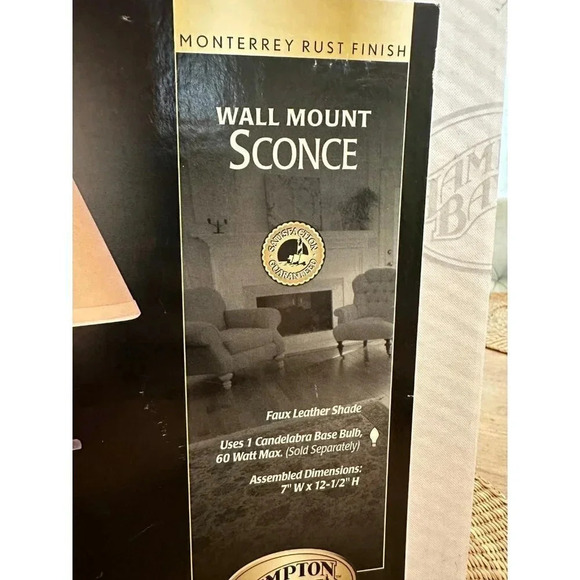 MONTERREY RUST FINISH
WALL MOUNT
SCONCE
SATISFACTION
GUARANTEED
Faux Leather Shade
Uses 1 Candelabra Base Bulb,
60 Watt Max. (Sold Separately)
Assembled Dimensions:
7" W x 12-1/2" H